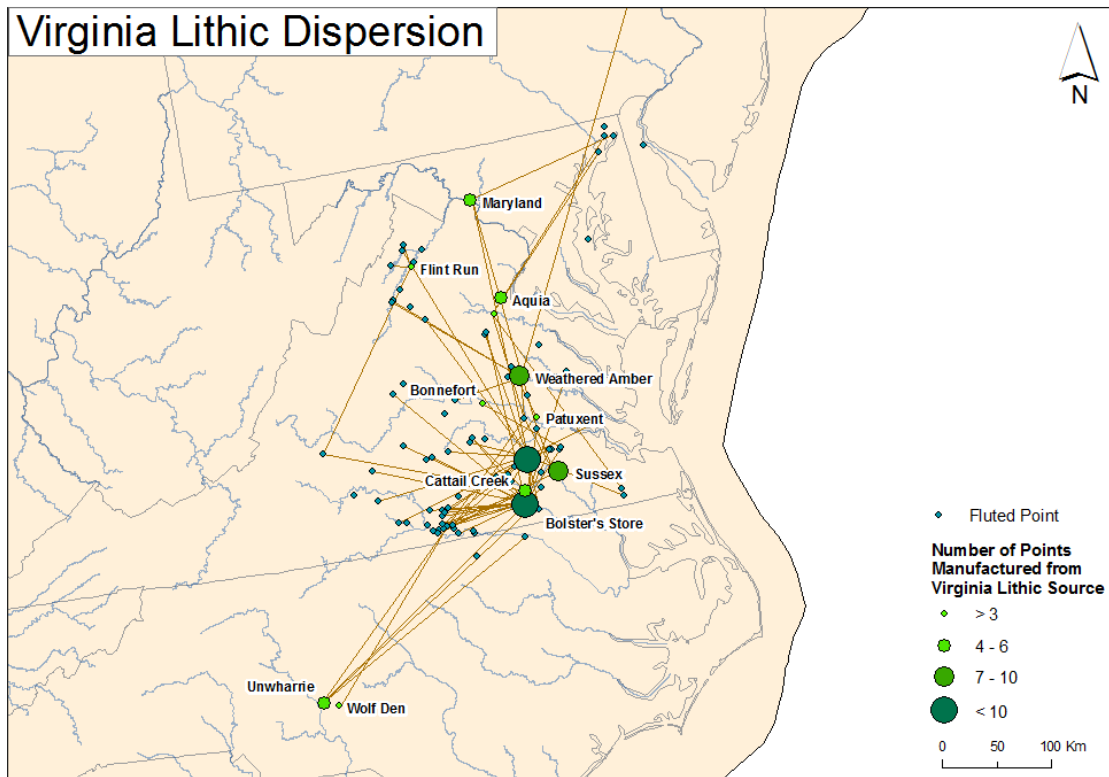 Virginia Lithic Dispersion
N
Maryland
Flint Run
Aquia
Weathered Amber
Bonnefort
Patuxent
Sussex
Cattail Creek
Bolster's Store
Unwharrie
Wolf Den
Fluted Point
Number of Points
Manufactured from
Virginia Lithic Source
> 3
4 - 6
7 - 10
< 10
0 50 100 Km